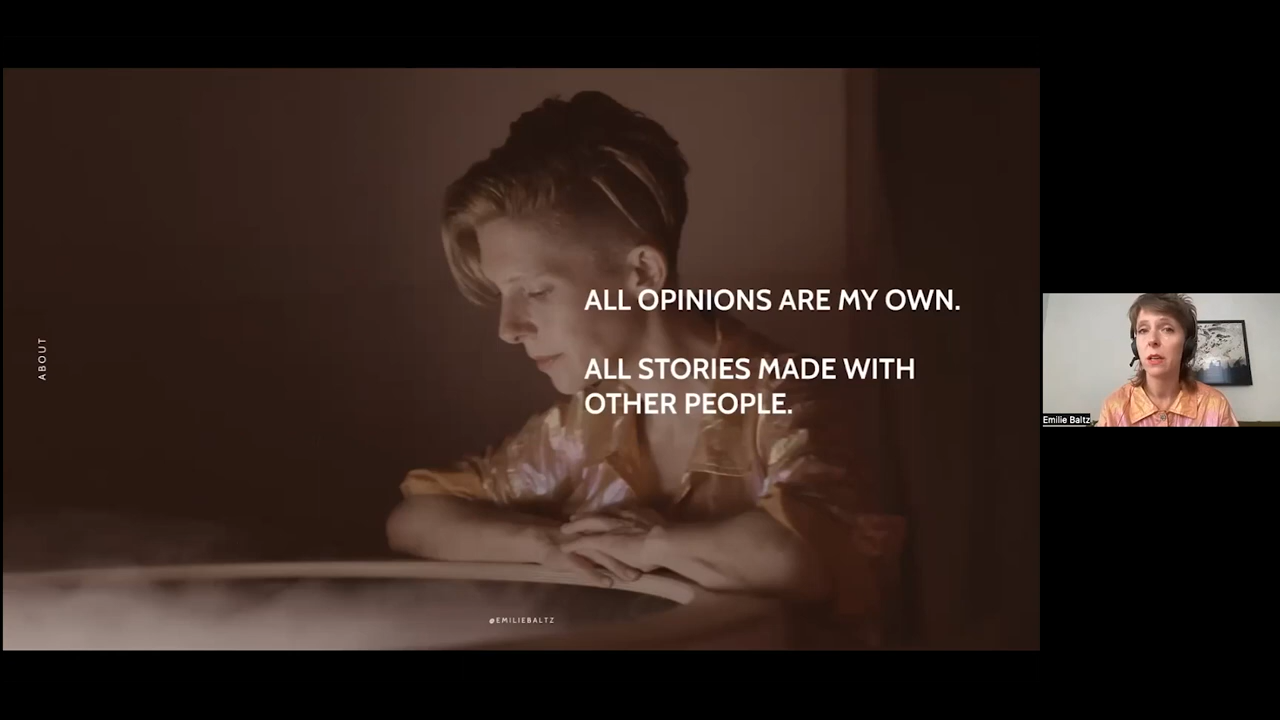 ABOUT
ALL OPINIONS ARE MY OWN.
ALL STORIES MADE WITH
OTHER PEOPLE.
@EMILIEBALTZ
Emilie Baltz